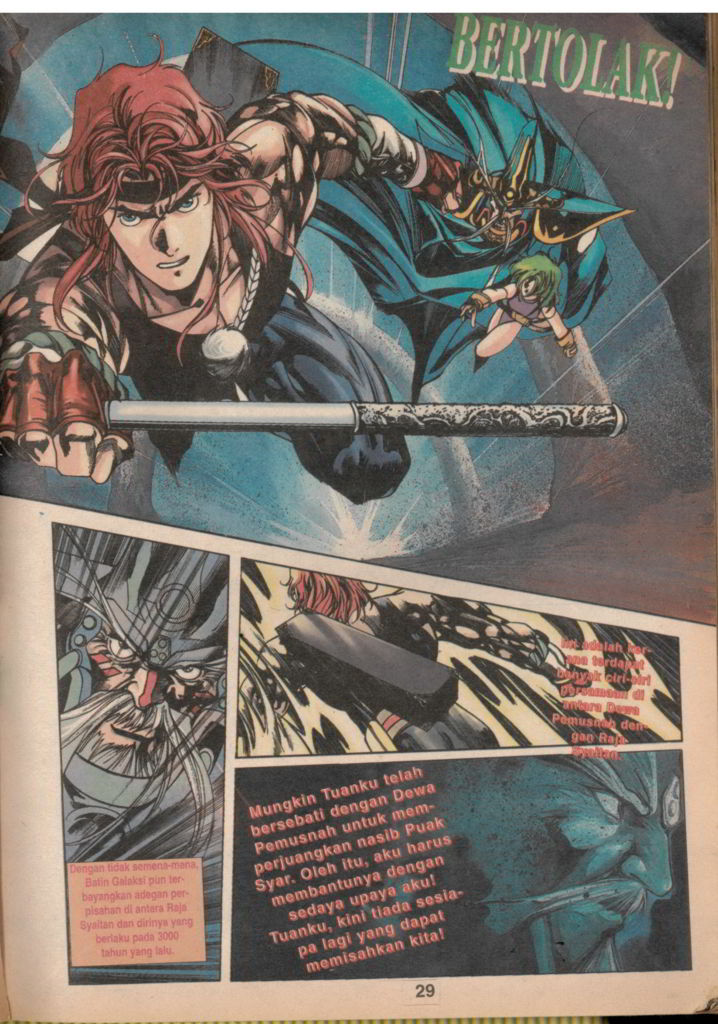 BERTOLAK!
Dengan tidak semena-mena,
Batin Galaksi pun ter-
bayangkan adegan per-
pisahan di antara Raja
Syaitan dan dirinya yang
berlaku pada 3000
tahun yang lalu.
Ini adalah ker-
ana terdapat
banyak ciri-ciri
persamaan di
antara Dewa
Pemusnah den-
gan Raja
Syaitan.
Mungkin Tuanku telah
bersebati dengan Dewa
Pemusnah untuk mem-
perjuangkan nasib Puak
Syar. Oleh itu, aku harus
membantunya dengan
sedaya upaya aku!
Tuanku, kini tiada sesia-
pa lagi yang dapat
memisahkan kita!
29